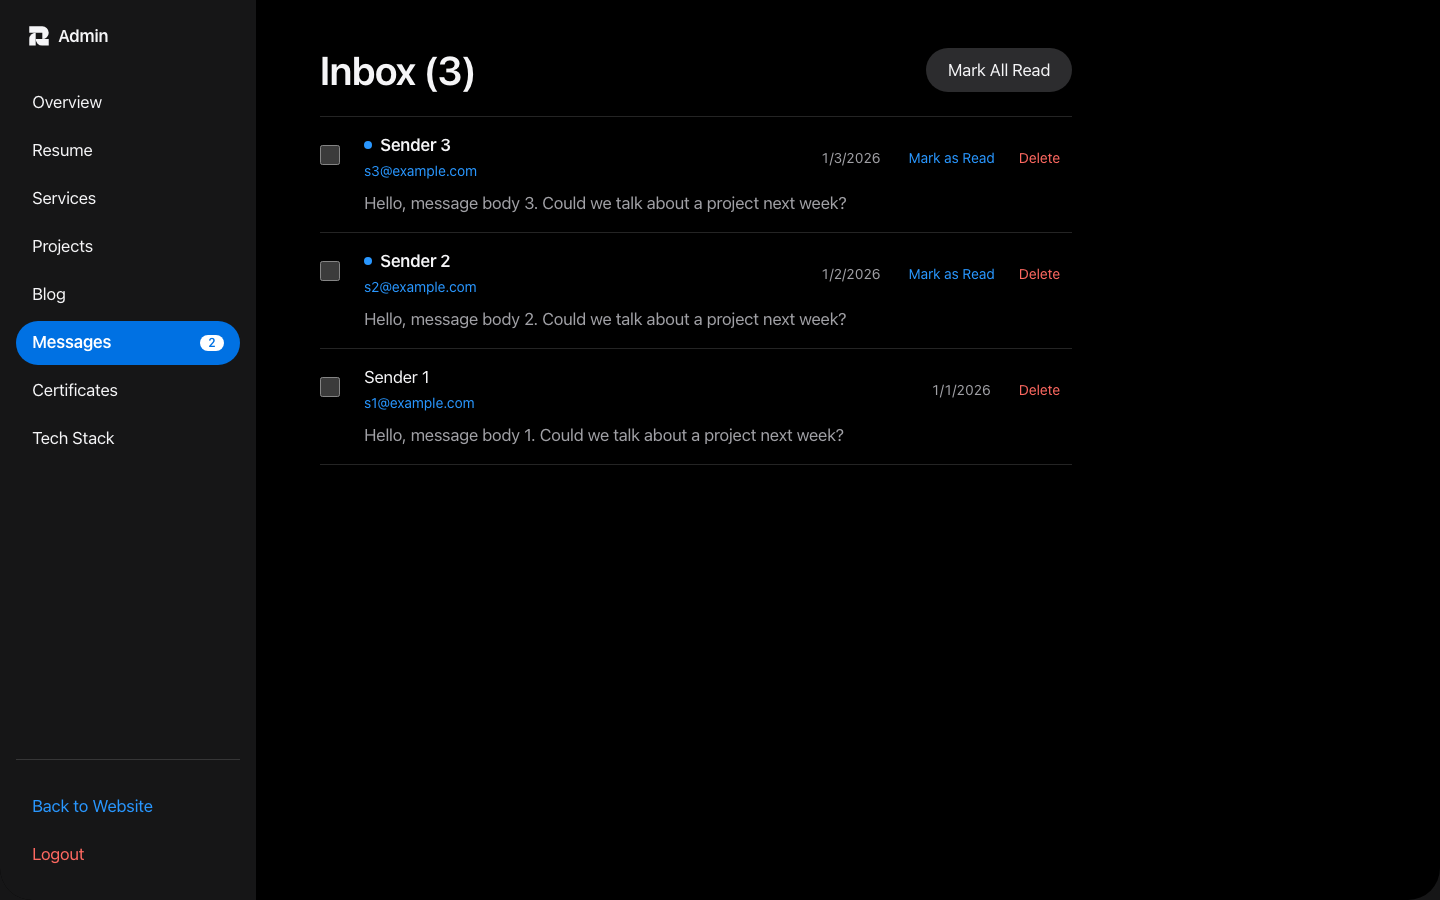 Admin
Overview
Resume
Services
Projects
Blog
Messages 2
Certificates
Tech Stack
Back to Website
Logout
Inbox (3)
Mark All Read
Sender 3
s3@example.com
1/3/2026 Mark as Read Delete
Hello, message body 3. Could we talk about a project next week?
Sender 2
s2@example.com
1/2/2026 Mark as Read Delete
Hello, message body 2. Could we talk about a project next week?
Sender 1
s1@example.com
1/1/2026 Delete
Hello, message body 1. Could we talk about a project next week?